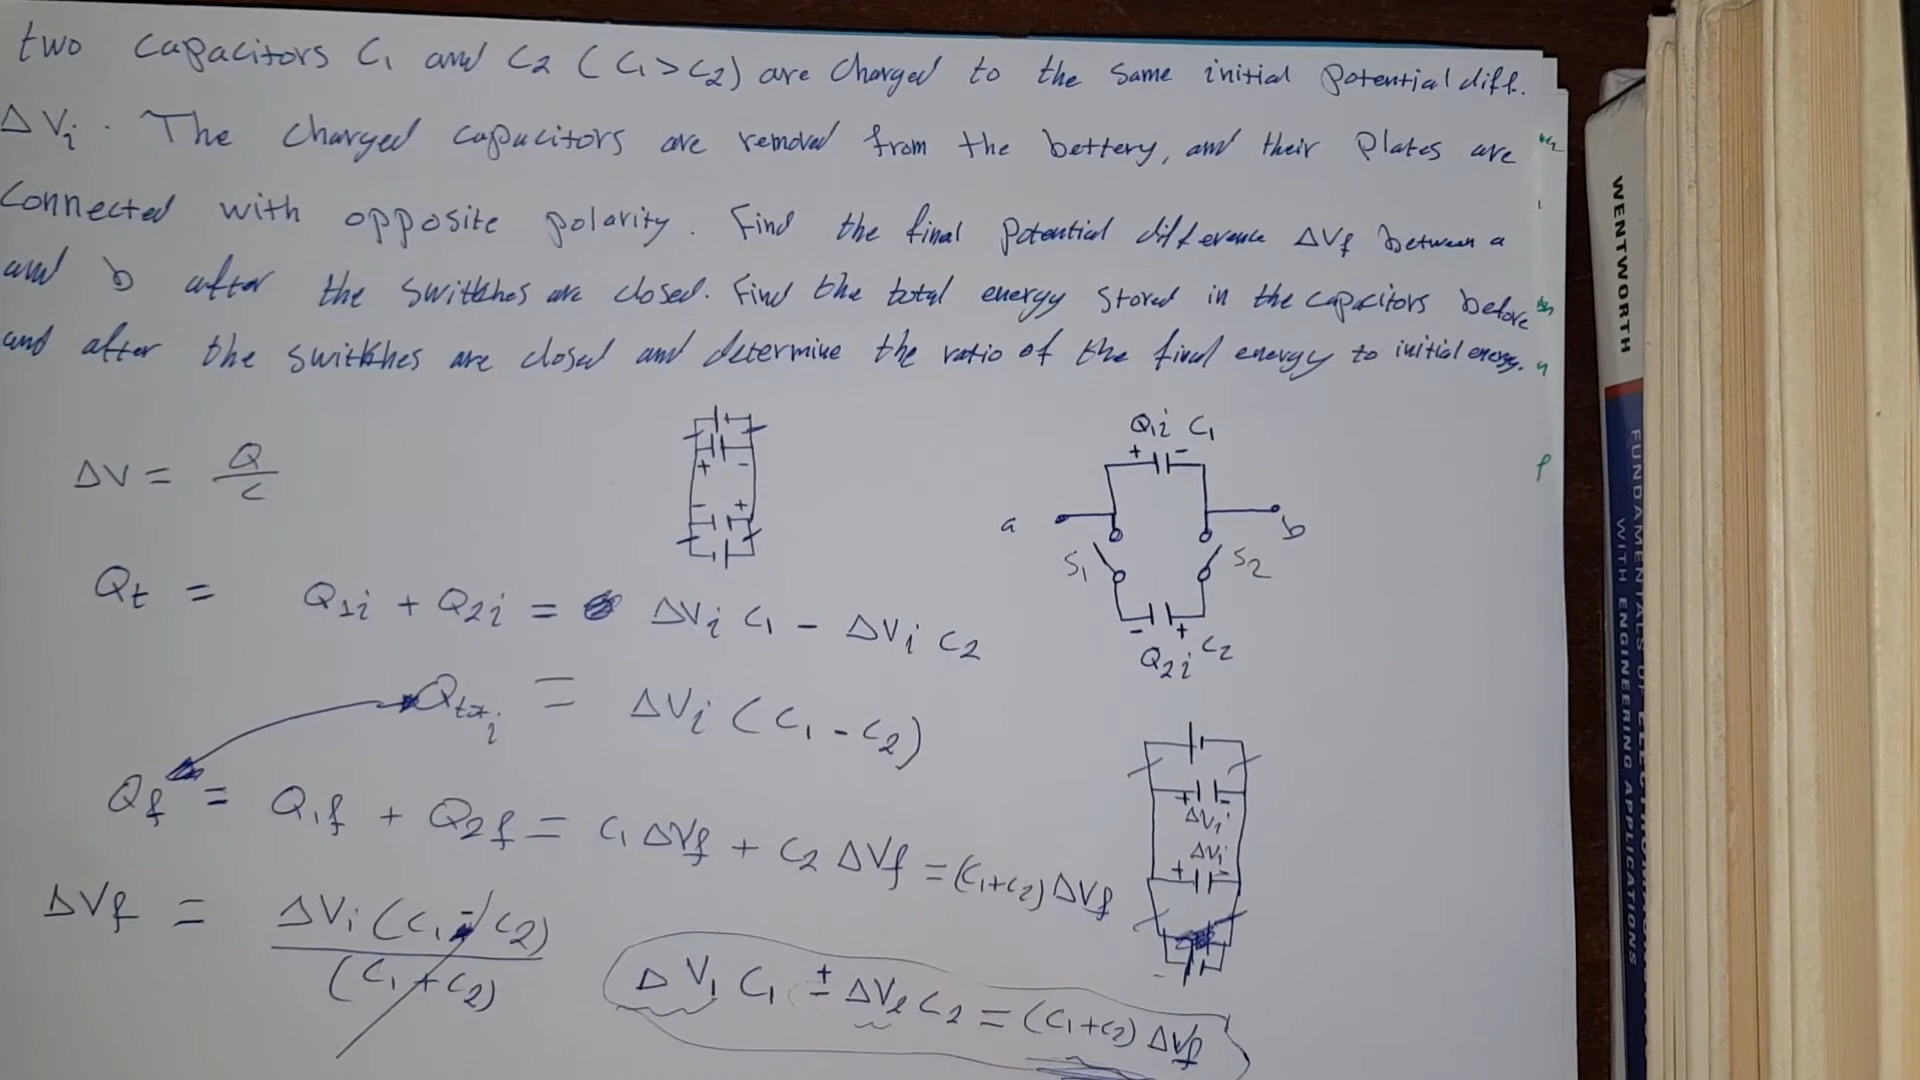 two capacitors C₁ and C₂ (C₁>C₂) are charged to the same initial potential diff.
ΔVi. The charged capacitors are removed from the bettery, and their plates are
connected with opposite polarity. Find the final potential difference ΔVf between a
and b after the switches are closed. Find the total energy stored in the capacitors before
and after the switches are closed and determine the ratio of the final energy to initial energy.
ΔV = Q/C
+ -
- +
Q1i C₁
+ -
a
b
S₁
S₂
- +
Q2i C₂
Qt = Q1i + Q2i = ΔVi C₁ - ΔVi C₂
Qtot i = ΔVi (C₁ - C₂)
Qf = Q1f + Q2f = C₁ ΔVf + C₂ ΔVf = (C₁+C₂) ΔVf
+ -
ΔVi
ΔVi
+ -
ΔVf = ΔVi (C₁ - C₂) / (C₁ + C₂)
ΔV₁ C₁ ± ΔV₂ C₂ = (C₁+C₂) ΔVf
WENTWORTH
FUNDAMENTALS OF ELECTROMAGNETICS
WITH ENGINEERING APPLICATIONS